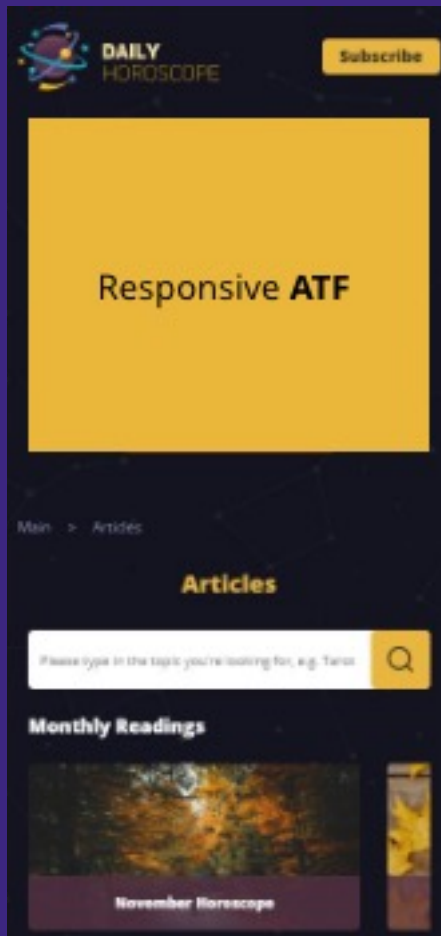 DAILY
HOROSCOPE
Subscribe
Responsive ATF
Main > Articles
Articles
Please type in the topic you're looking for, e.g. Tarot
Monthly Readings
November Horoscope